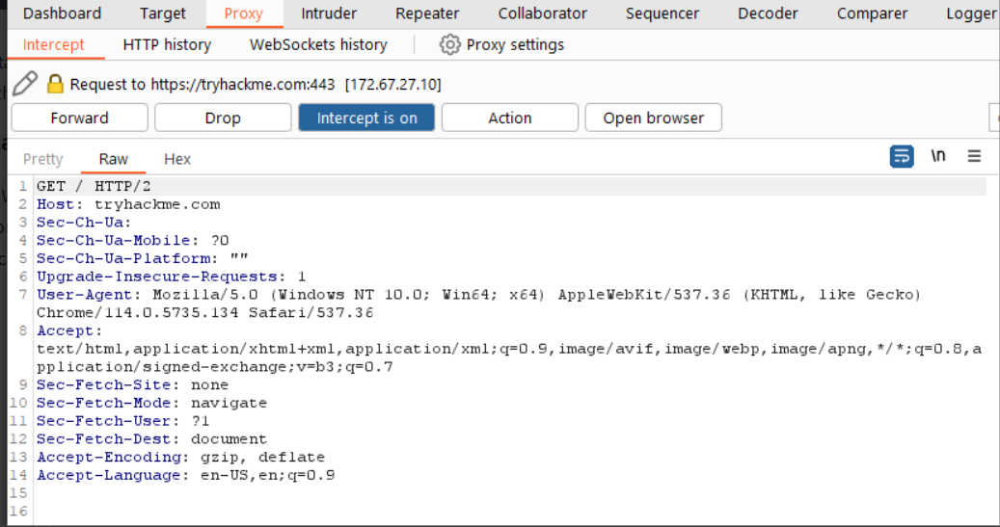 Dashboard Target Proxy Intruder Repeater Collaborator Sequencer Decoder Comparer Logger
Intercept HTTP history WebSockets history Proxy settings
Request to https://tryhackme.com:443 [172.67.27.10]
Forward Drop Intercept is on Action Open browser
Pretty Raw Hex \n
1 GET / HTTP/2
2 Host: tryhackme.com
3 Sec-Ch-Ua:
4 Sec-Ch-Ua-Mobile: ?0
5 Sec-Ch-Ua-Platform: ""
6 Upgrade-Insecure-Requests: 1
7 User-Agent: Mozilla/5.0 (Windows NT 10.0; Win64; x64) AppleWebKit/537.36 (KHTML, like Gecko)
Chrome/114.0.5735.134 Safari/537.36
8 Accept:
text/html,application/xhtml+xml,application/xml;q=0.9,image/avif,image/webp,image/apng,*/*;q=0.8,a
pplication/signed-exchange;v=b3;q=0.7
9 Sec-Fetch-Site: none
10 Sec-Fetch-Mode: navigate
11 Sec-Fetch-User: ?1
12 Sec-Fetch-Dest: document
13 Accept-Encoding: gzip, deflate
14 Accept-Language: en-US,en;q=0.9
15
16